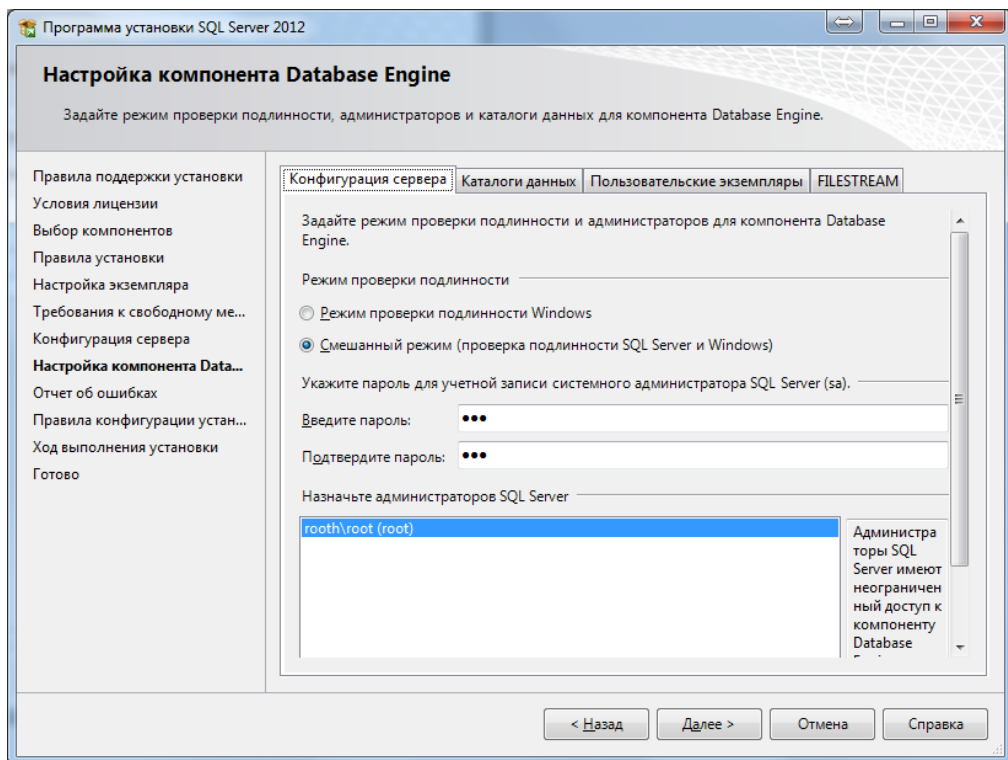 Программа установки SQL Server 2012
Настройка компонента Database Engine
Задайте режим проверки подлинности, администраторов и каталоги данных для компонента Database Engine.
Правила поддержки установки
Условия лицензии
Выбор компонентов
Правила установки
Настройка экземпляра
Требования к свободному ме...
Конфигурация сервера
Настройка компонента Data...
Отчет об ошибках
Правила конфигурации устан...
Ход выполнения установки
Готово
Конфигурация сервера Каталоги данных Пользовательские экземпляры FILESTREAM
Задайте режим проверки подлинности и администраторов для компонента Database
Engine.
Режим проверки подлинности
Режим проверки подлинности Windows
Смешанный режим (проверка подлинности SQL Server и Windows)
Укажите пароль для учетной записи системного администратора SQL Server (sa).
Введите пароль: •••
Подтвердите пароль: •••
Назначьте администраторов SQL Server
rooth\root (root)
Администра
торы SQL
Server имеют
неограничен
ный доступ к
компоненту
Database
< Назад Далее > Отмена Справка